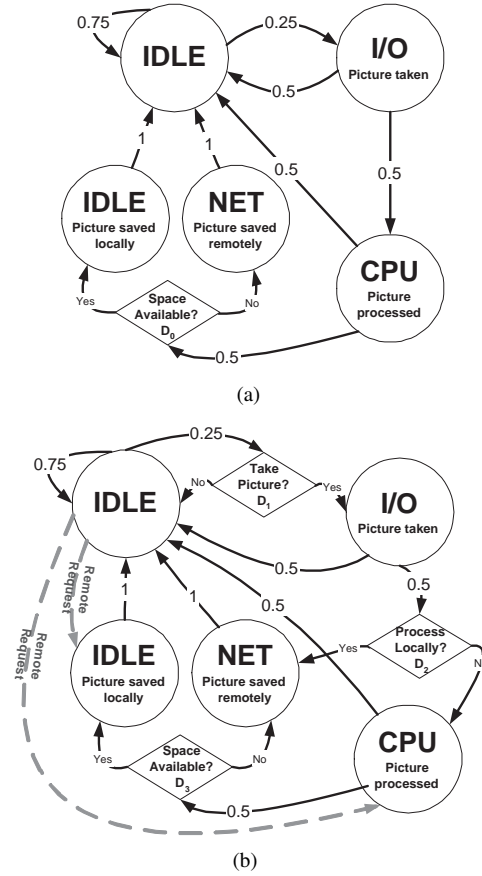 0.75
IDLE
0.25
I/O
Picture taken
0.5
0.5
0.5
1
1
IDLE
Picture saved
locally
NET
Picture saved
remotely
CPU
Picture
processed
Yes
Space
Available?
D0
No
0.5
(a)
0.25
0.75
IDLE
No
Take
Picture?
D1
Yes
I/O
Picture taken
0.5
0.5
Remote
Request
Remote
Request
1
1
0.5
Process
Locally?
D2
Yes
IDLE
Picture saved
locally
NET
Picture saved
remotely
CPU
Picture
processed
Yes
Space
Available?
D3
No
0.5
(b)